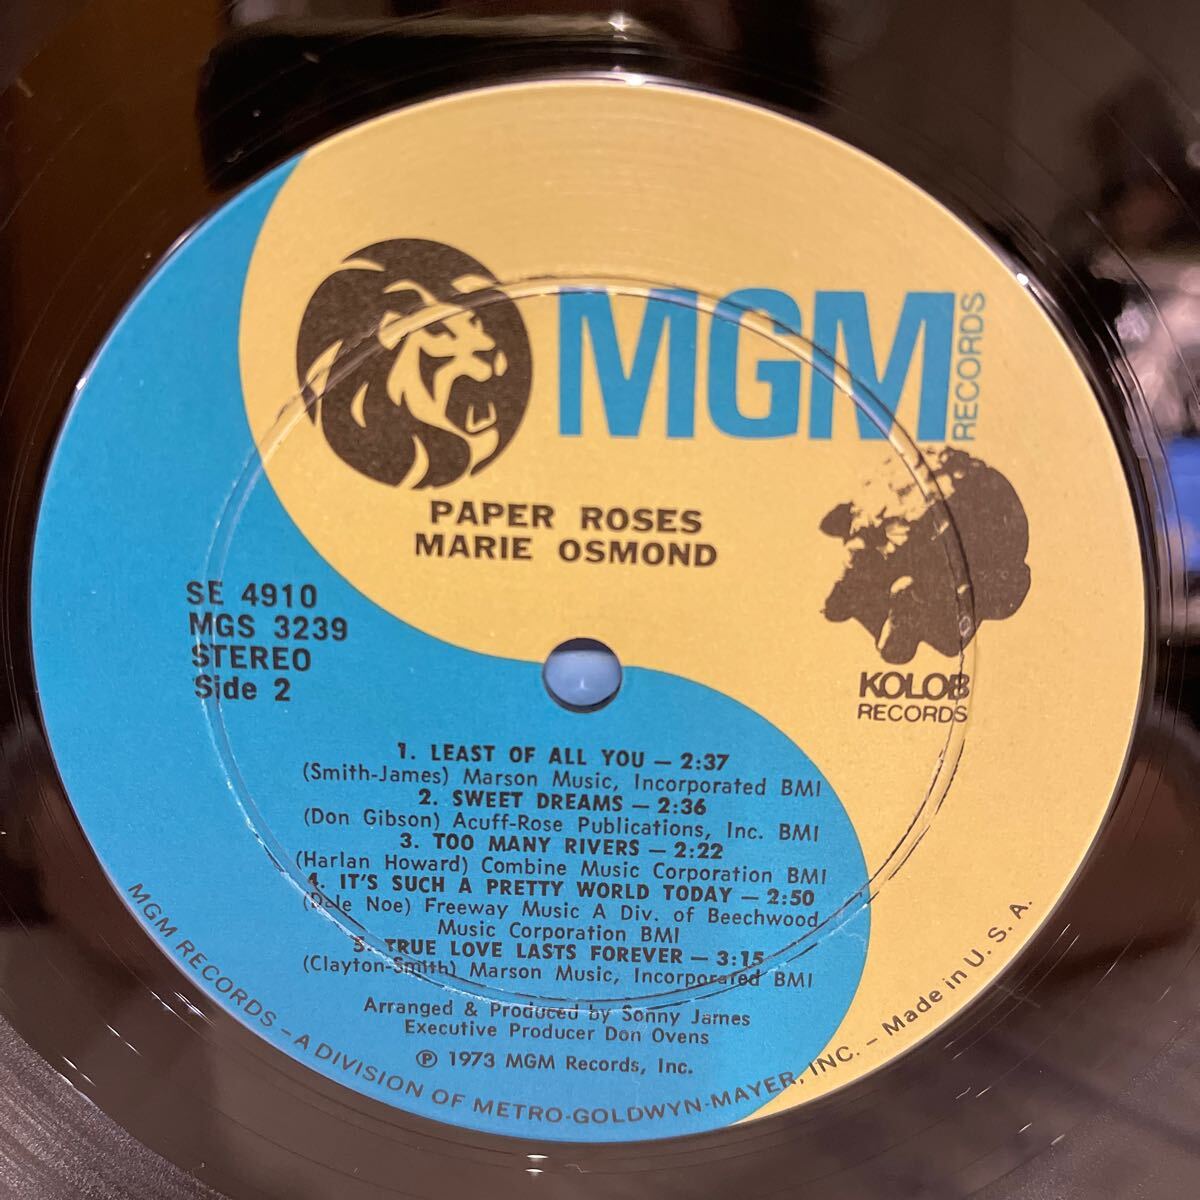 MGM
RECORDS
PAPER ROSES
MARIE OSMOND
SE 4910
MGS 3239
STEREO
Side 2
KOLOB
RECORDS
1. LEAST OF ALL YOU — 2:37
(Smith-James) Marson Music, Incorporated BMI
2. SWEET DREAMS — 2:36
(Don Gibson) Acuff-Rose Publications, Inc. BMI
3. TOO MANY RIVERS — 2:22
(Harlan Howard) Combine Music Corporation BMI
4. IT'S SUCH A PRETTY WORLD TODAY — 2:50
(Dale Noe) Freeway Music A Div. of Beechwood
Music Corporation BMI
5. TRUE LOVE LASTS FOREVER — 3:15
(Clayton-Smith) Marson Music, Incorporated BMI
Arranged & Produced by Sonny James
Executive Producer Don Ovens
℗ 1973 MGM Records, Inc.
MGM RECORDS – A DIVISION OF METRO-GOLDWYN-MAYER, INC. – Made in U. S. A.